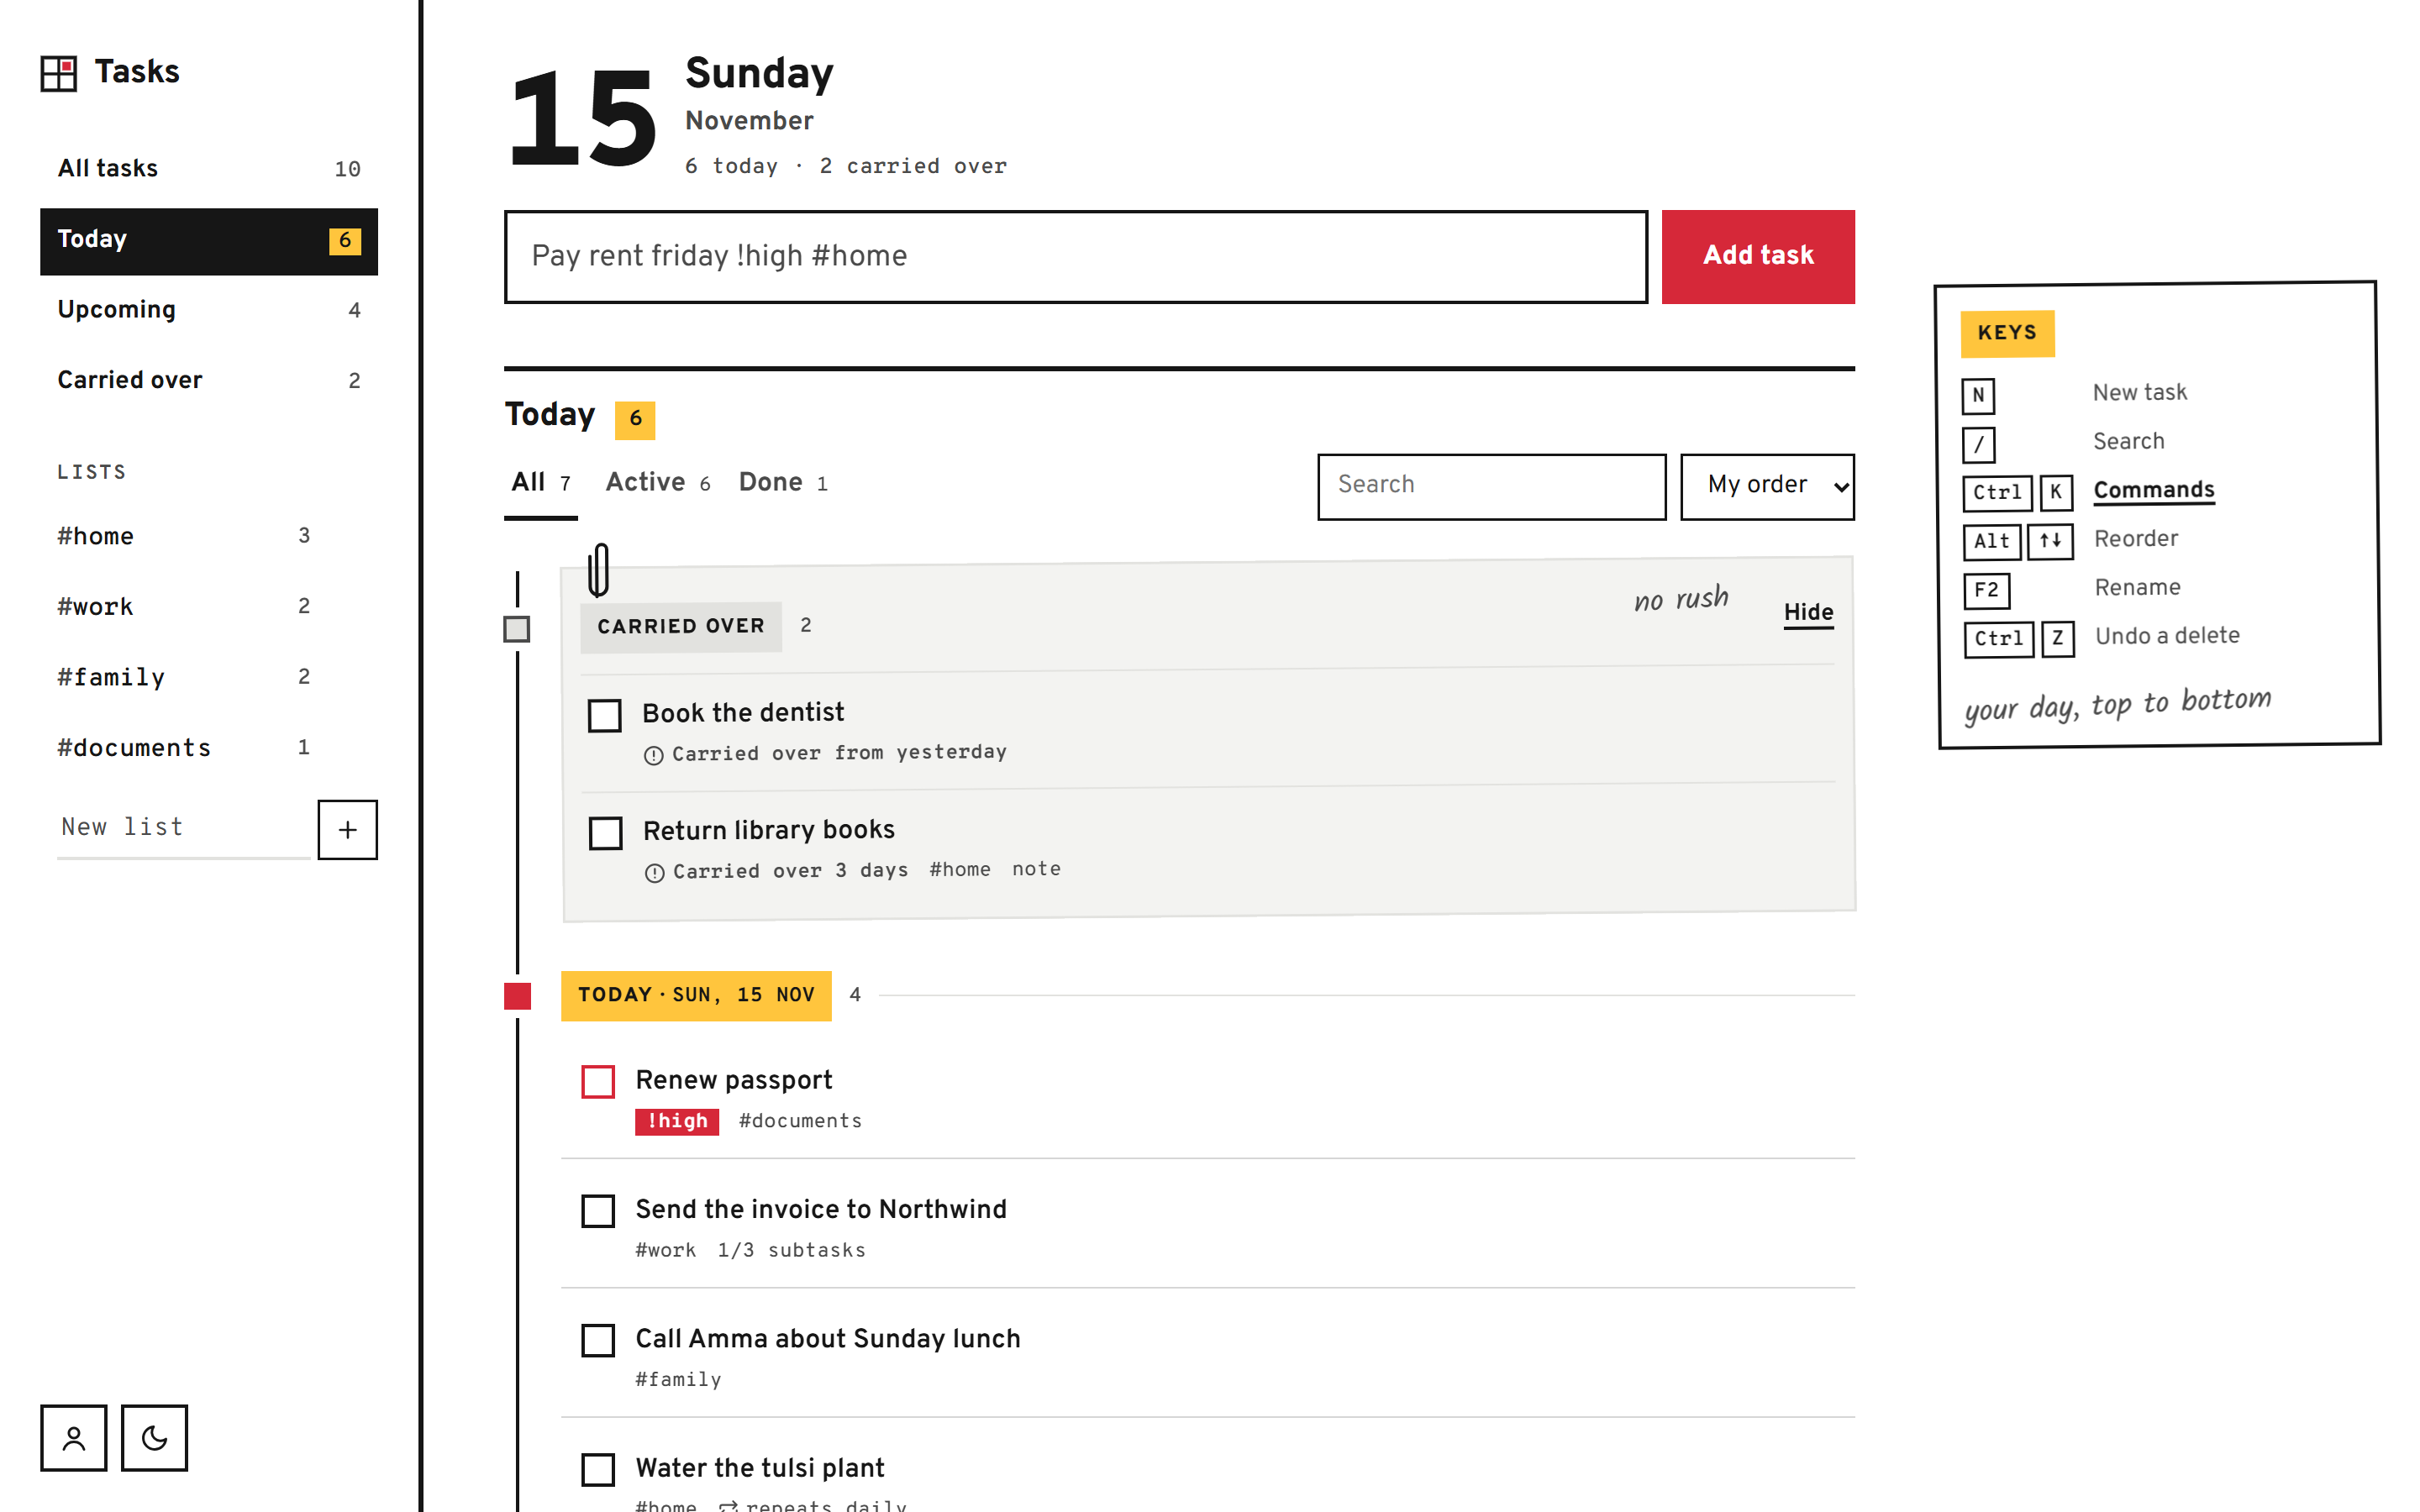 Tasks
All tasks 10
Today 6
Upcoming 4
Carried over 2
LISTS
#home 3
#work 2
#family 2
#documents 1
New list +
15
Sunday
November
6 today · 2 carried over
Pay rent friday !high #home
Add task
Today 6
All 7 Active 6 Done 1
Search
My order
CARRIED OVER 2
no rush
Hide
Book the dentist
Carried over from yesterday
Return library books
Carried over 3 days #home note
TODAY · SUN, 15 NOV 4
Renew passport
!high #documents
Send the invoice to Northwind
#work 1/3 subtasks
Call Amma about Sunday lunch
#family
Water the tulsi plant
#home repeats daily
KEYS
N New task
/ Search
Ctrl K Commands
Alt ↑↓ Reorder
F2 Rename
Ctrl Z Undo a delete
your day, top to bottom